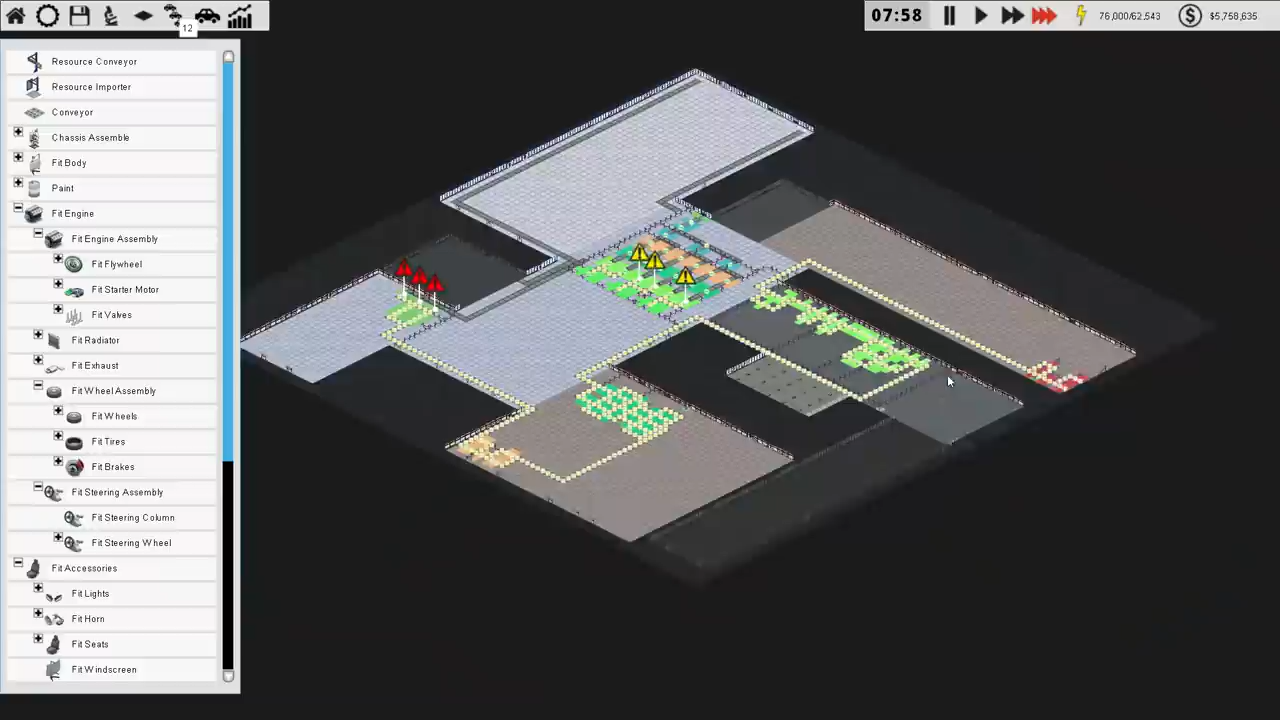 07:58
76,000/62,543
$5,758,635
12
Resource Conveyor
Resource Importer
Conveyor
Chassis Assemble
Fit Body
Paint
Fit Engine
Fit Engine Assembly
Fit Flywheel
Fit Starter Motor
Fit Valves
Fit Radiator
Fit Exhaust
Fit Wheel Assembly
Fit Wheels
Fit Tires
Fit Brakes
Fit Steering Assembly
Fit Steering Column
Fit Steering Wheel
Fit Accessories
Fit Lights
Fit Horn
Fit Seats
Fit Windscreen